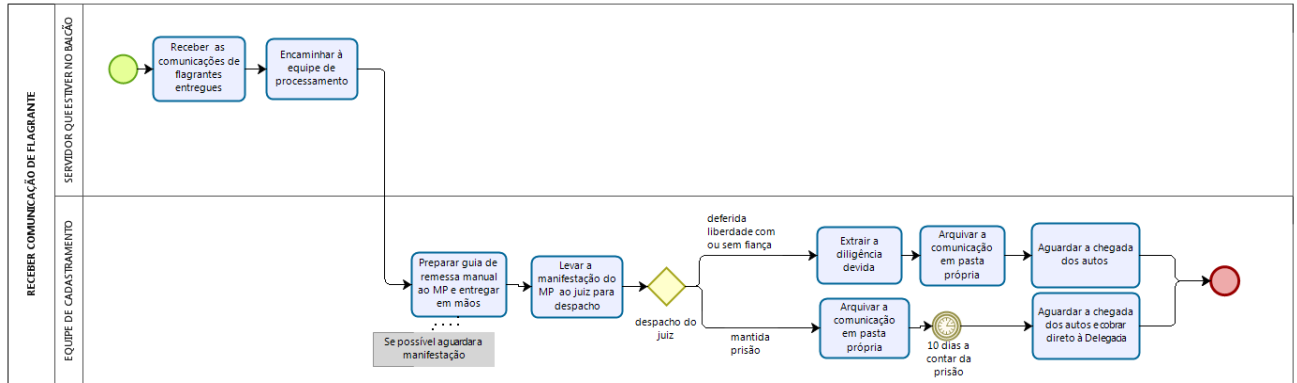 RECEBER COMUNICAÇÃO DE FLAGRANTE
SERVIDOR QUE ESTIVER NO BALCÃO
Receber as
comunicações de
flagrantes
entregues
Encaminhar à
equipe de
processamento
EQUIPE DE CADASTRAMENTO
Preparar guia de
remessa manual
ao MP e entregar
em mãos
Se possível aguardar a
manifestação
Levar a
manifestação do
MP ao juiz para
despacho
despacho do
juiz
deferida
liberdade com
ou sem fiança
Extrair a
diligência
devida
Arquivar a
comunicação
em pasta
própria
Aguardar a chegada
dos autos
mantida
prisão
Arquivar a
comunicação
em pasta
própria
10 dias a
contar da
prisão
Aguardar a chegada
dos autos e cobrar
direto à Delegacia